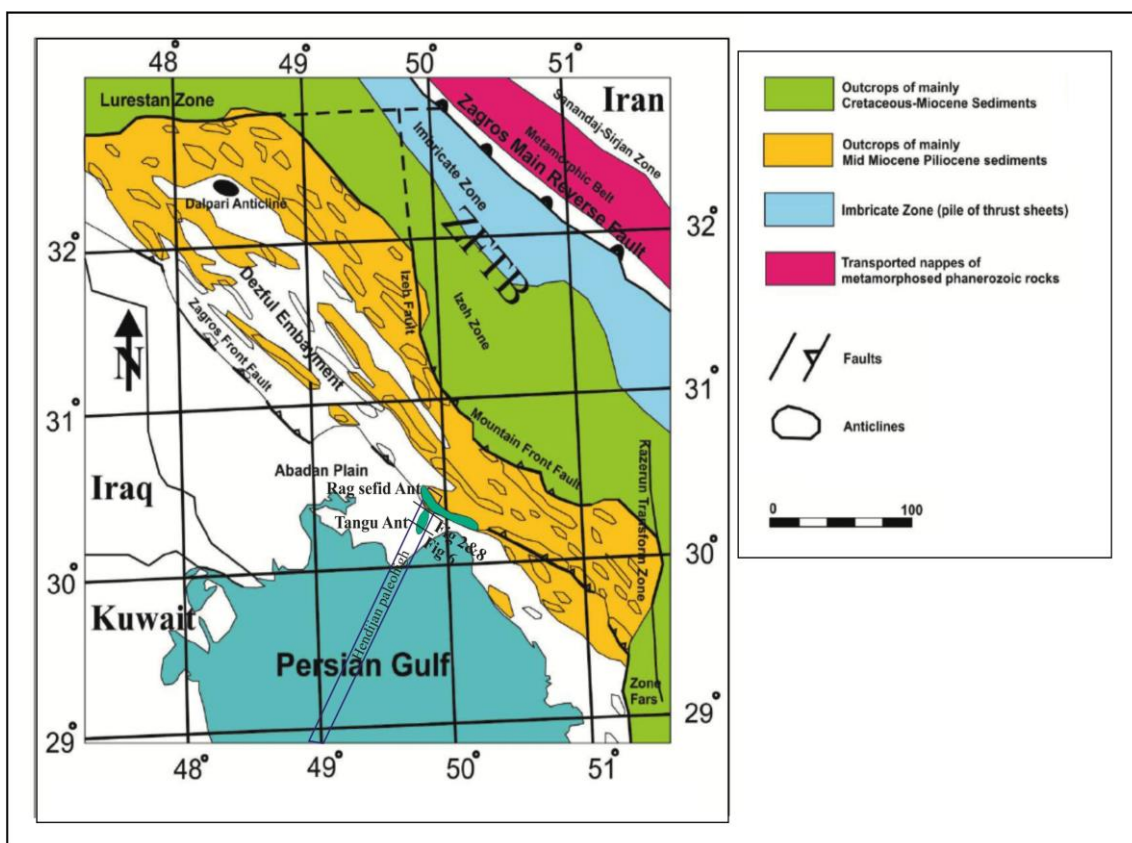 48°
49°
50°
51°
Lurestan Zone
Iran
Sanandaj-Sirjan Zone
Zagros Main Reverse Fault
Metamorphic Belt
Imbricate Zone
ZFTB
Dalpari Anticline
32°
32°
Dezful Embayment
Izeh Fault
Izeh Zone
Zagros Front Fault
N
31°
31°
Mountain Front Fault
Kazerun Transform Zone
Abadan Plain
Iraq
Rag sefid Ant
Tangu Ant
Fig 2&8
Fig 6
30°
30°
Hendijan paleohigh
Kuwait
Persian Gulf
Zone
Fars
29°
29°
48°
49°
50°
51°
Outcrops of mainly
Cretaceous-Miocene Sediments
Outcrops of mainly
Mid Miocene Piliocene sediments
Imbricate Zone (pile of thrust sheets)
Transported nappes of
metamorphosed phanerozoic rocks
Faults
Anticlines
0 100